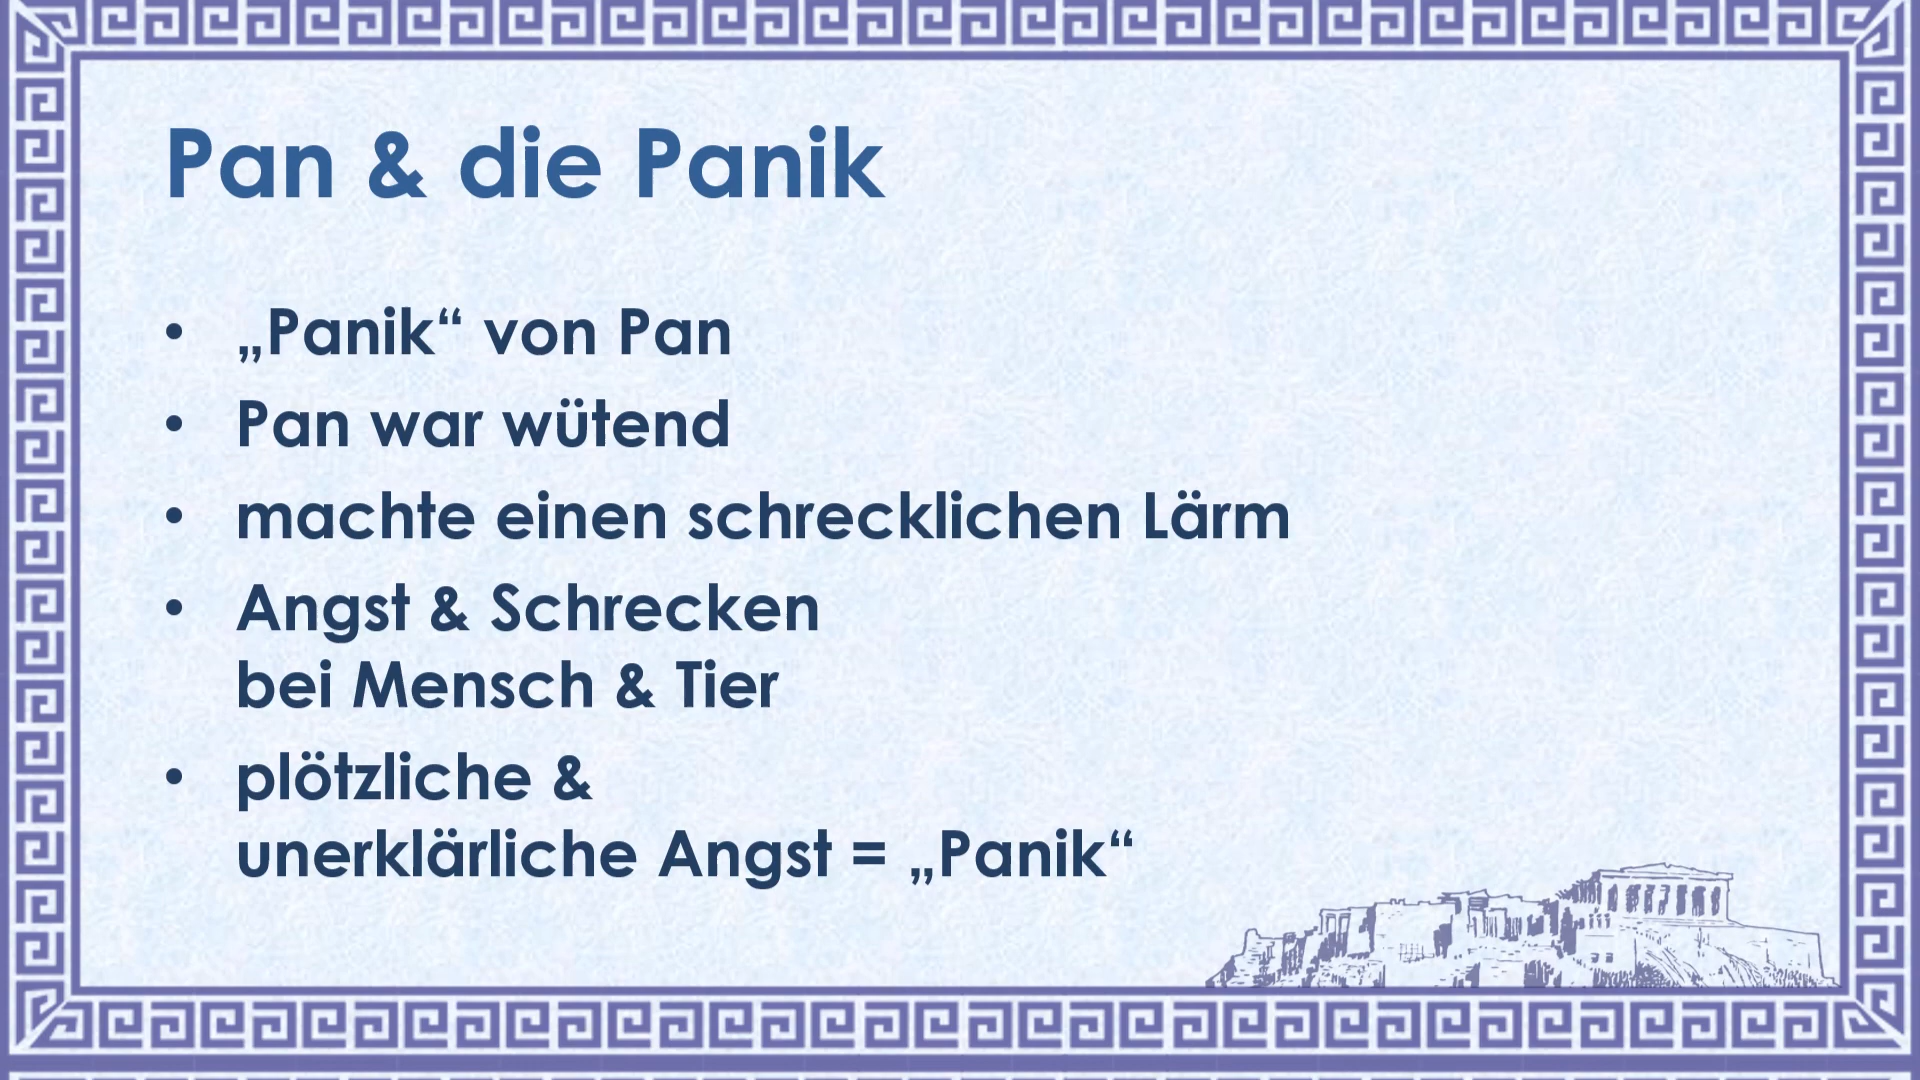 Pan & die Panik
• „Panik“ von Pan
• Pan war wütend
• machte einen schrecklichen Lärm
• Angst & Schrecken
bei Mensch & Tier
• plötzliche &
unerklärliche Angst = „Panik“